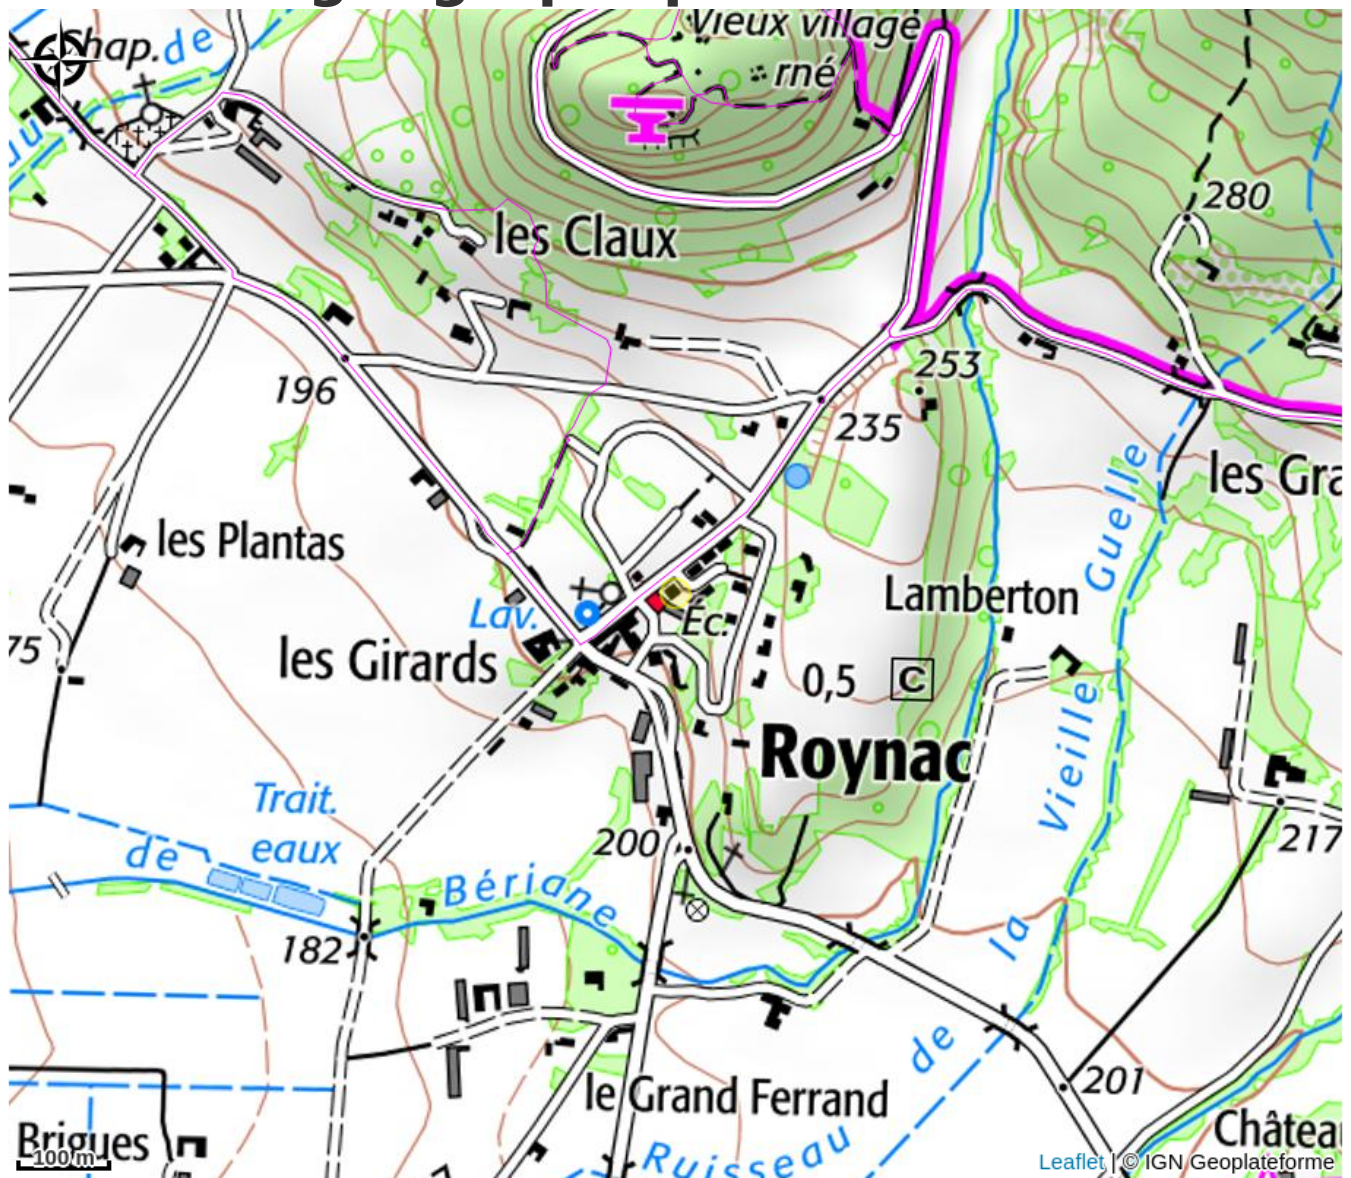 Chap.
de
Vieux village
rné
280
les Claux
253
196
235
les Gra
les Plantas
Guelle
Lamberton
Lav.
Éc.
75
les Girards
0,5
C
Vieille
Roynac
Trait.
eaux
200
217
de
Bériane
182
la
de
201
le Grand Ferrand
Brigues
Châtea
Ruisseau
100 m
Leaflet | © IGN Geoplateforme